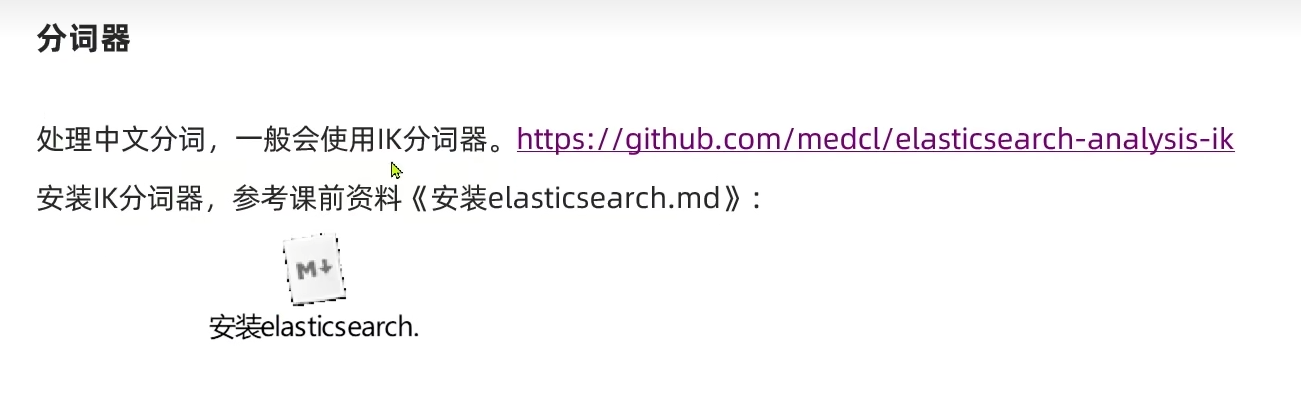 分词器
处理中文分词，一般会使用IK分词器。https://github.com/medcl/elasticsearch-analysis-ik
安装IK分词器，参考课前资料《安装elasticsearch.md》：
M↓
安装elasticsearch.